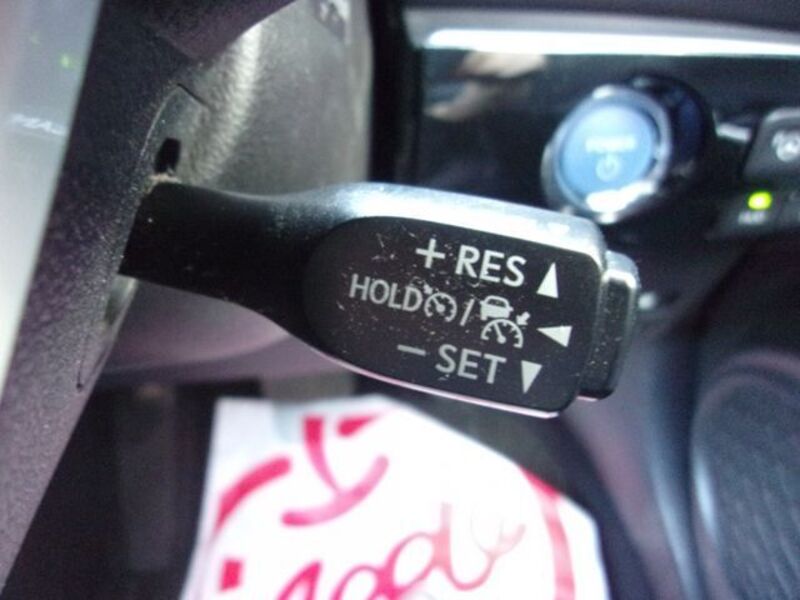 POWER
+ RES ▲
HOLD / ◀
− SET ▼